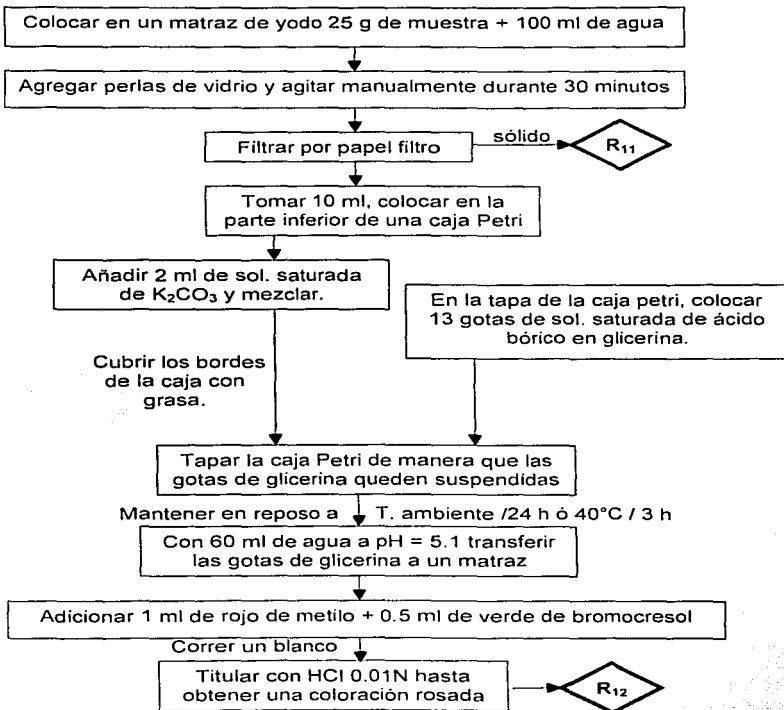 Colocar en un matraz de yodo 25 g de muestra + 100 ml de agua
Agregar perlas de vidrio y agitar manualmente durante 30 minutos
Filtrar por papel filtro
sólido
R₁₁
Tomar 10 ml, colocar en la
parte inferior de una caja Petri
Añadir 2 ml de sol. saturada
de K₂CO₃ y mezclar.
En la tapa de la caja petri, colocar
13 gotas de sol. saturada de ácido
bórico en glicerina.
Cubrir los bordes
de la caja con
grasa.
Tapar la caja Petri de manera que las
gotas de glicerina queden suspendidas
Mantener en reposo a T. ambiente /24 h ó 40°C / 3 h
Con 60 ml de agua a pH = 5.1 transferir
las gotas de glicerina a un matraz
Adicionar 1 ml de rojo de metilo + 0.5 ml de verde de bromocresol
Correr un blanco
Titular con HCl 0.01N hasta
obtener una coloración rosada
R₁₂